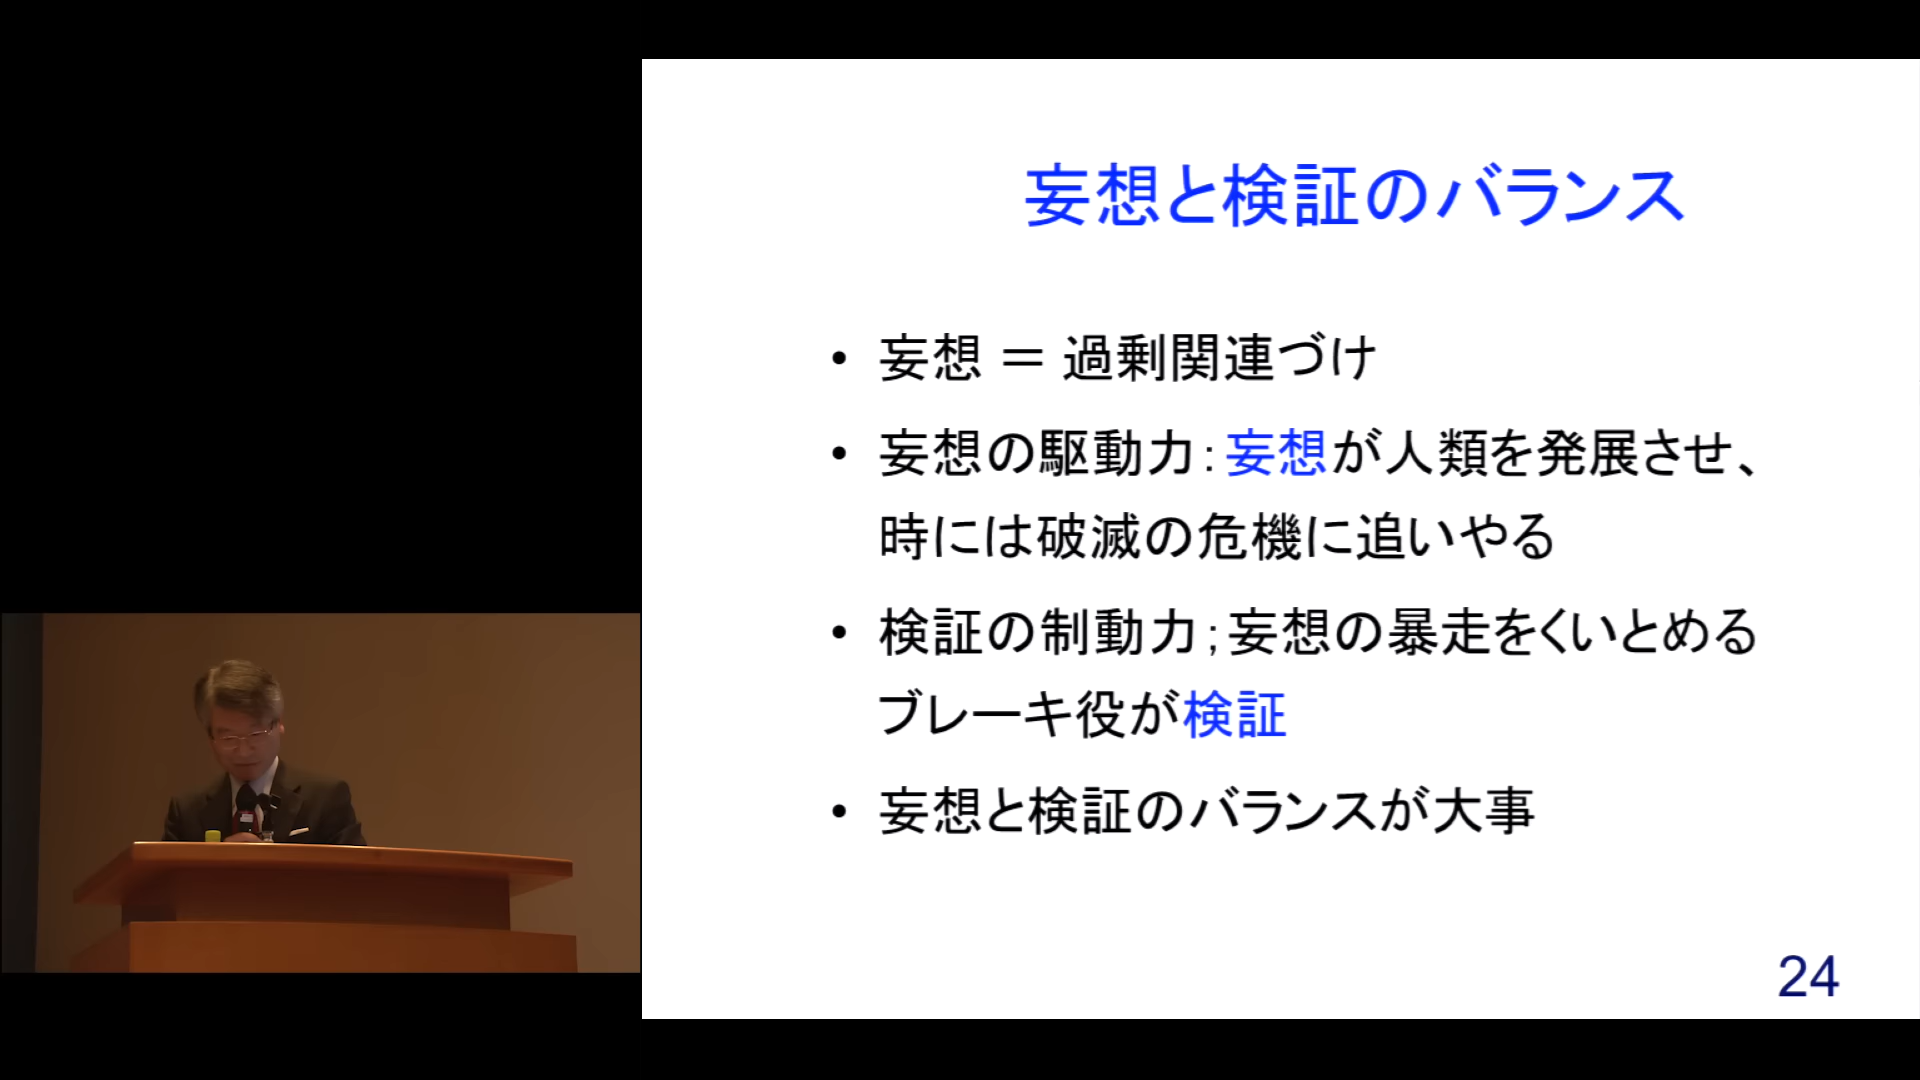 妄想と検証のバランス
• 妄想 = 過剰関連づけ
• 妄想の駆動力:妄想が人類を発展させ、
時には破滅の危機に追いやる
• 検証の制動力;妄想の暴走をくいとめる
ブレーキ役が検証
• 妄想と検証のバランスが大事
24